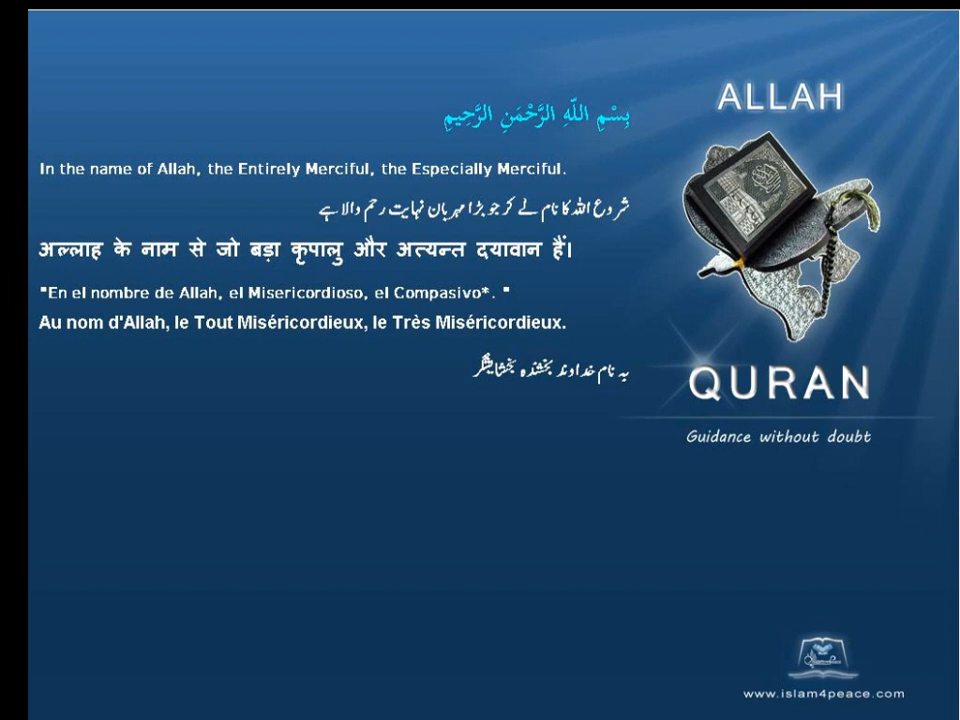 بِسْمِ اللّهِ الرَّحْمَنِ الرَّحِيمِ
In the name of Allah, the Entirely Merciful, the Especially Merciful.
شروع الله کا نام لے کر جو بڑا مہربان نہایت رحم والا ہے
अल्लाह के नाम से जो बड़ा कृपालु और अत्यन्त दयावान हैं।
"En el nombre de Allah, el Misericordioso, el Compasivo*. "
Au nom d'Allah, le Tout Miséricordieux, le Très Miséricordieux.
به نام خداوند بخشنده بخشایشگر
ALLAH
QURAN
Guidance without doubt
www.islam4peace.com